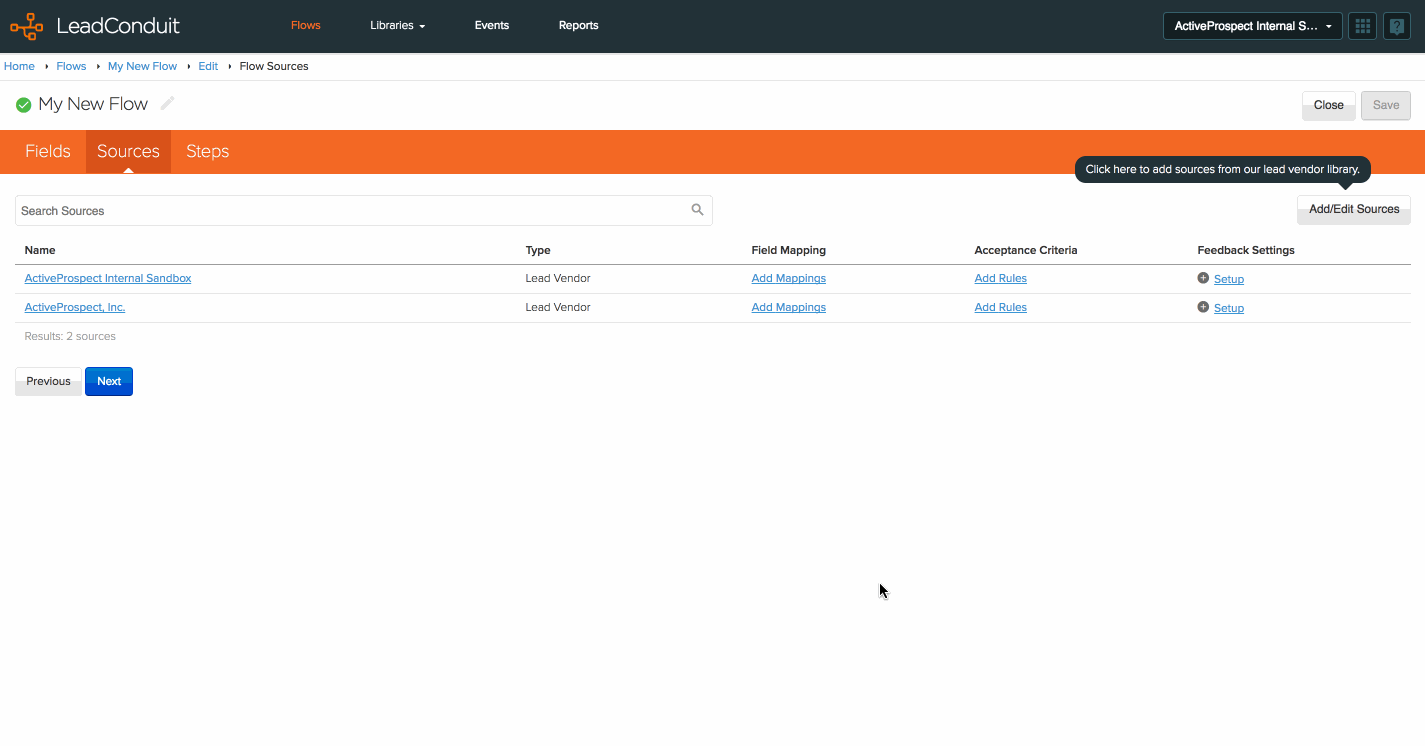 LeadConduit Flows Libraries Events Reports ActiveProspect Internal S...
Home Flows My New Flow Edit Flow Sources
My New Flow Close Save
Fields Sources Steps
Click here to add sources from our lead vendor library.
Search Sources Add/Edit Sources
Name Type Field Mapping Acceptance Criteria Feedback Settings
ActiveProspect Internal Sandbox Lead Vendor Add Mappings Add Rules Setup
ActiveProspect, Inc. Lead Vendor Add Mappings Add Rules Setup
Results: 2 sources
Previous Next